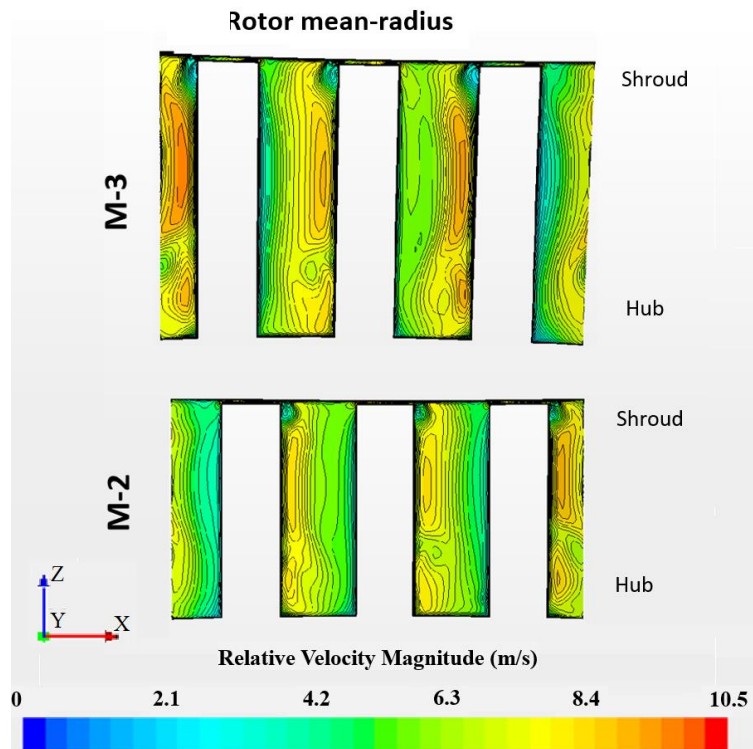 Rotor mean-radius
Shroud
M-3
Hub
Shroud
M-2
Hub
Z
Y
X
Relative Velocity Magnitude (m/s)
0 2.1 4.2 6.3 8.4 10.5